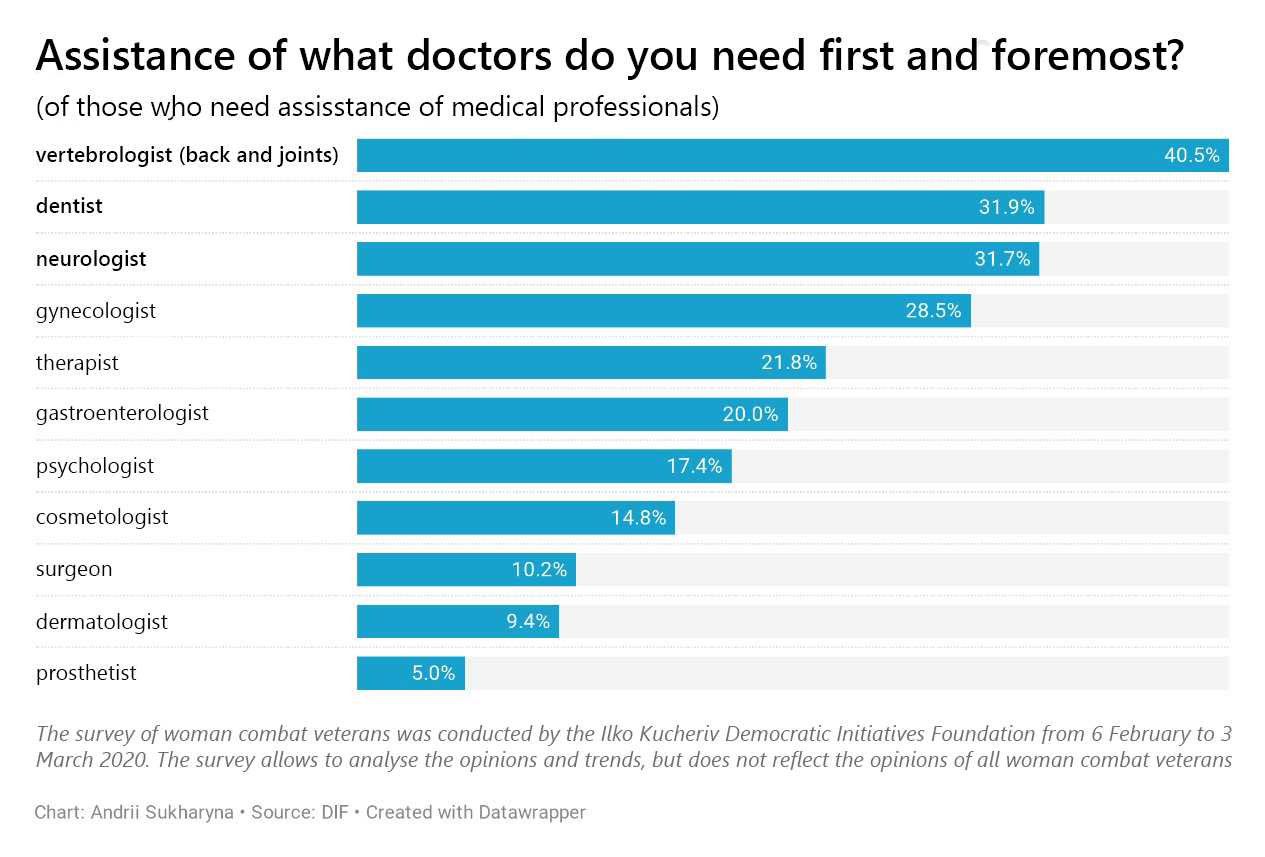 Assistance of what doctors do you need first and foremost?
(of those who need assisstance of medical professionals)
vertebrologist (back and joints) 40.5%
dentist 31.9%
neurologist 31.7%
gynecologist 28.5%
therapist 21.8%
gastroenterologist 20.0%
psychologist 17.4%
cosmetologist 14.8%
surgeon 10.2%
dermatologist 9.4%
prosthetist 5.0%
The survey of woman combat veterans was conducted by the Ilko Kucheriv Democratic Initiatives Foundation from 6 February to 3
March 2020. The survey allows to analyse the opinions and trends, but does not reflect the opinions of all woman combat veterans
Chart: Andrii Sukharyna • Source: DIF • Created with Datawrapper